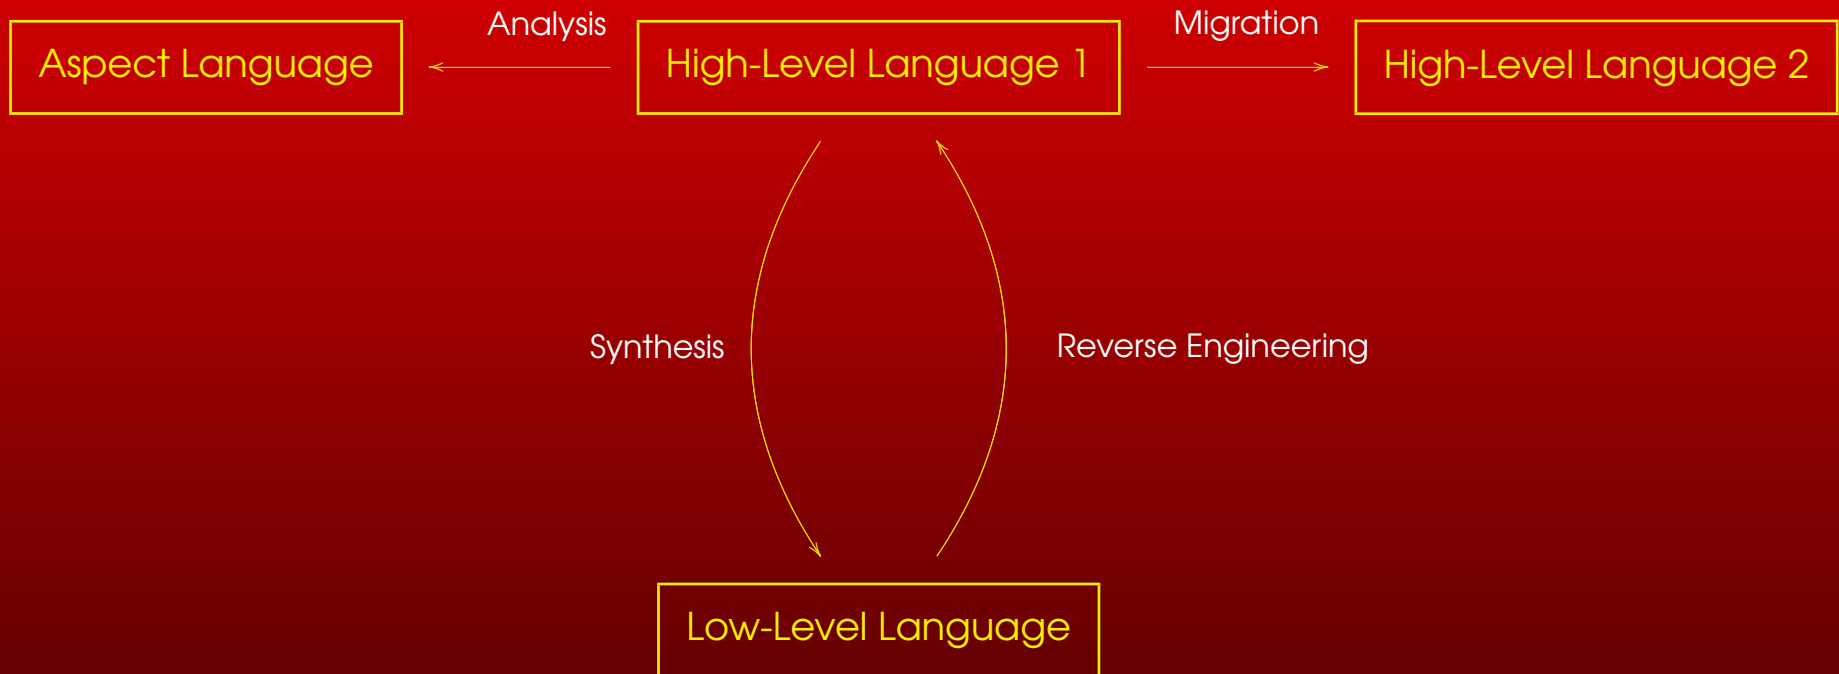 Analysis
Migration
Aspect Language
High-Level Language 1
High-Level Language 2
Synthesis
Reverse Engineering
Low-Level Language